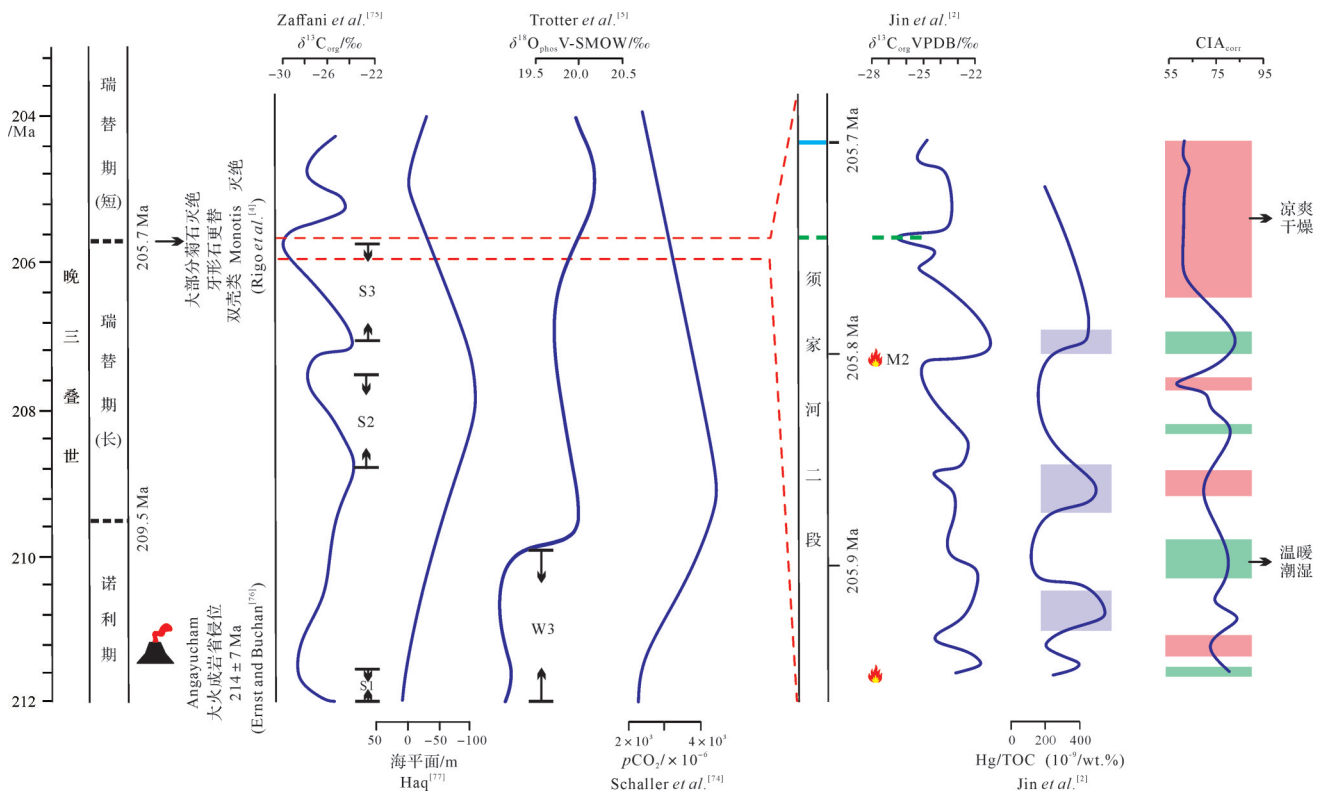 Zaffani et al.[75]
δ13Corg/‰
-30 -26 -22
Trotter et al.[5]
δ18Ophos V-SMOW/‰
19.5 20.0 20.5
Jin et al.[2]
δ13Corg VPDB/‰
-28 -25 -22
CIAcorr
55 75 95
204
/Ma
206
208
210
212
晚三叠世
瑞替期(短)
瑞替期(长)
诺利期
205.7 Ma
209.5 Ma
大部分菊石灭绝
牙形石更替
双壳类 Monotis 灭绝
(Rigo et al.[4])
Angayucham
大火成岩省侵位
214±7 Ma
(Ernst and Buchan[76])
S3
S2
S1
W3
须家河二段
205.7 Ma
205.8 Ma
205.9 Ma
M2
凉爽
干燥
温暖
潮湿
50 0 -50 -100
海平面/m
Haq[77]
2×10³ 4×10³
pCO2/×10-6
Schaller et al.[74]
0 200 400
Hg/TOC (10-9/wt.%)
Jin et al.[2]